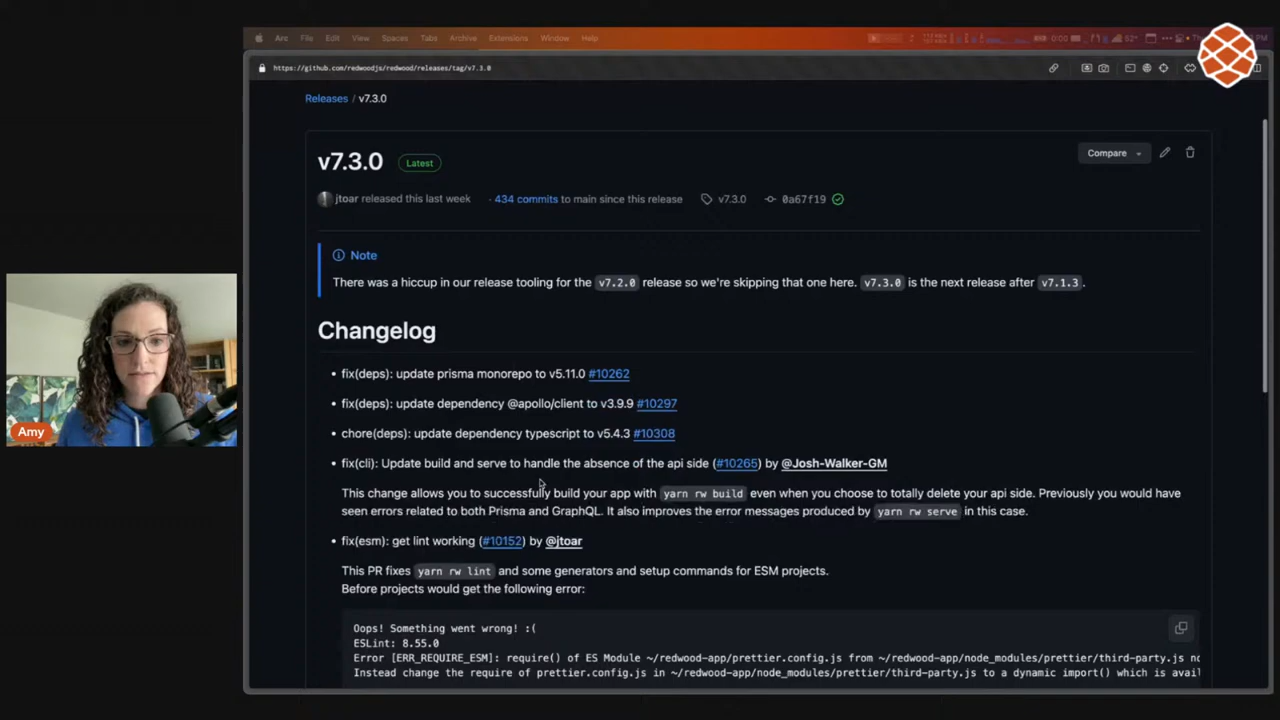 Arc File Edit View Spaces Tabs Archive Extensions Window Help
https://github.com/redwoodjs/redwood/releases/tag/v7.3.0
Releases / v7.3.0
v7.3.0 Latest
Compare
jtoar released this last week · 434 commits to main since this release v7.3.0 0a67f19
Note
There was a hiccup in our release tooling for the v7.2.0 release so we're skipping that one here. v7.3.0 is the next release after v7.1.3.
Changelog
• fix(deps): update prisma monorepo to v5.11.0 #10262
• fix(deps): update dependency @apollo/client to v3.9.9 #10297
• chore(deps): update dependency typescript to v5.4.3 #10308
• fix(cli): Update build and serve to handle the absence of the api side (#10265) by @Josh-Walker-GM
This change allows you to successfully build your app with yarn rw build even when you choose to totally delete your api side. Previously you would have
seen errors related to both Prisma and GraphQL. It also improves the error messages produced by yarn rw serve in this case.
• fix(esm): get lint working (#10152) by @jtoar
This PR fixes yarn rw lint and some generators and setup commands for ESM projects.
Before projects would get the following error:
Oops! Something went wrong! :(
ESLint: 8.55.0
Error [ERR_REQUIRE_ESM]: require() of ES Module ~/redwood-app/prettier.config.js from ~/redwood-app/node_modules/prettier/third-party.js no
Instead change the require of prettier.config.js in ~/redwood-app/node_modules/prettier/third-party.js to a dynamic import() which is avail
Amy